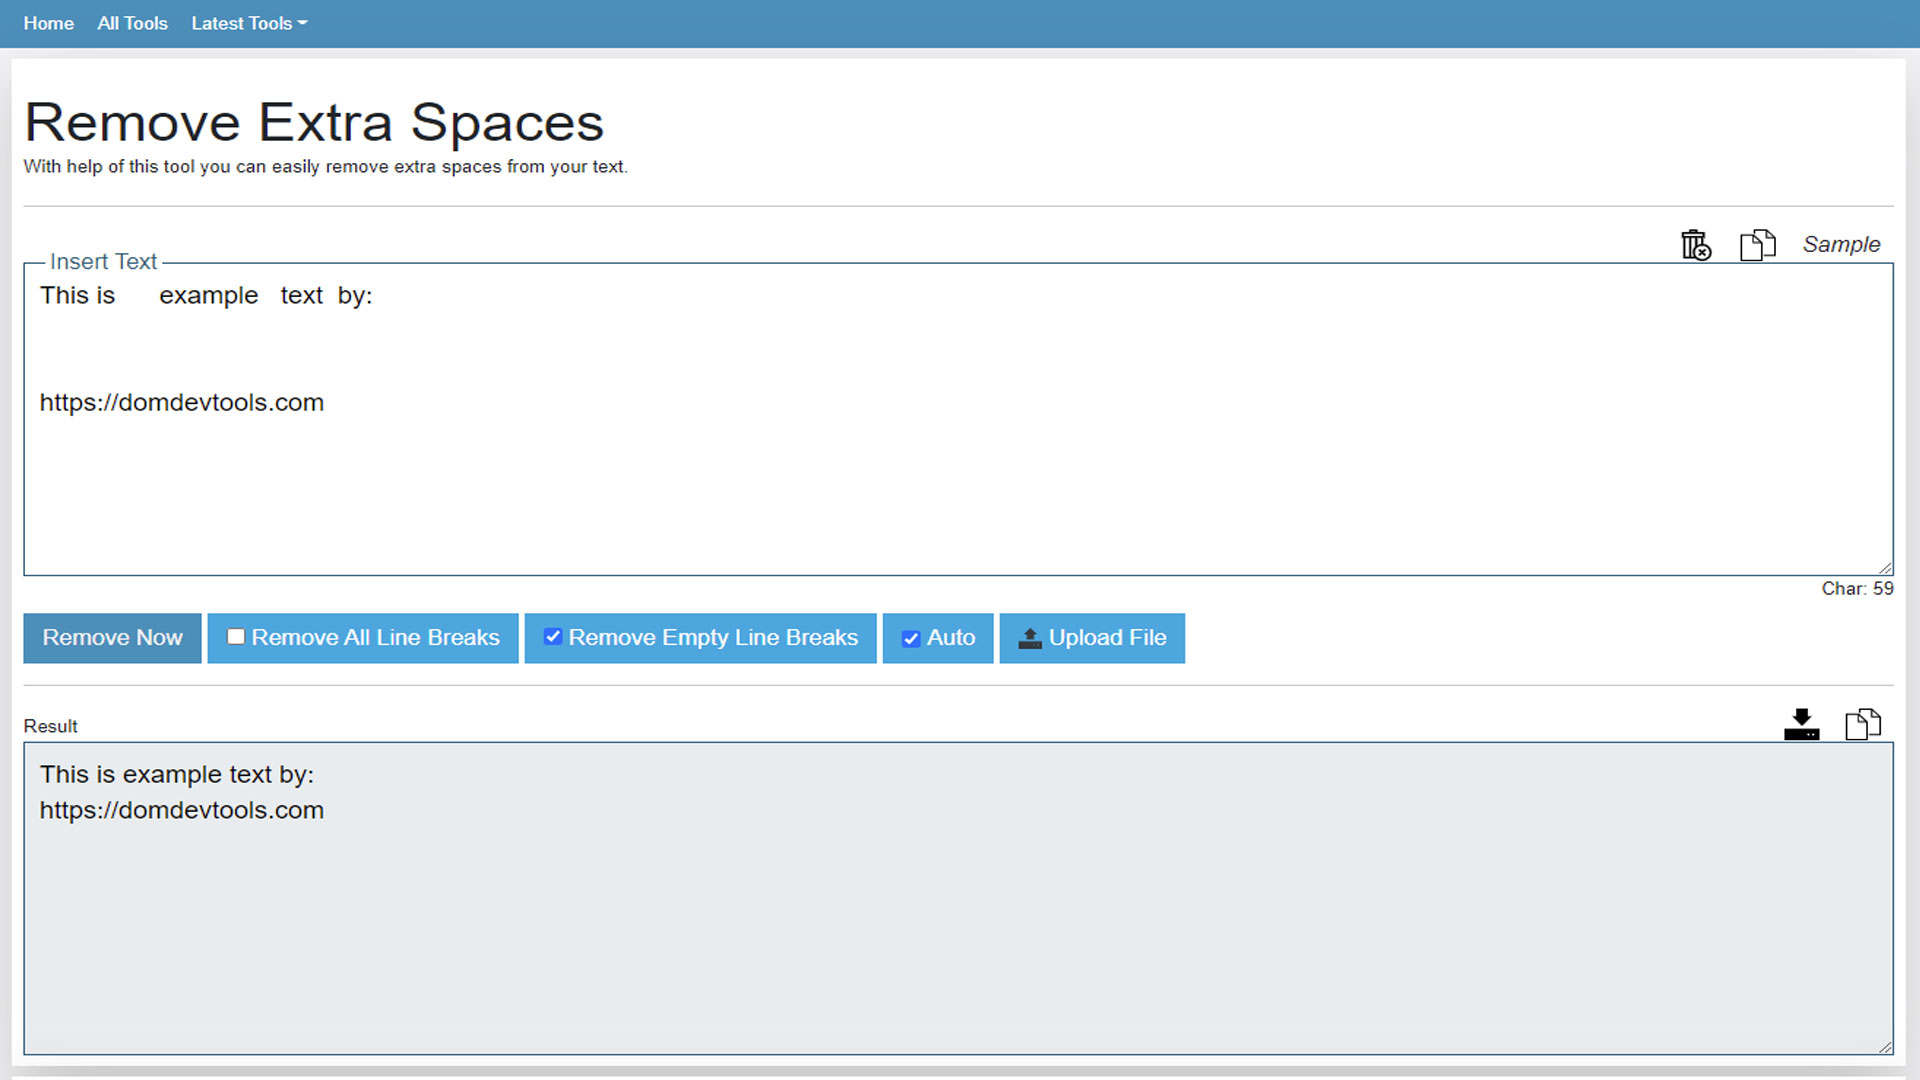 Home All Tools Latest Tools
Remove Extra Spaces
With help of this tool you can easily remove extra spaces from your text.
Sample
Insert Text
This is      example   text  by:
https://domdevtools.com
Char: 59
Remove Now Remove All Line Breaks Remove Empty Line Breaks Auto Upload File
Result
This is example text by:
https://domdevtools.com